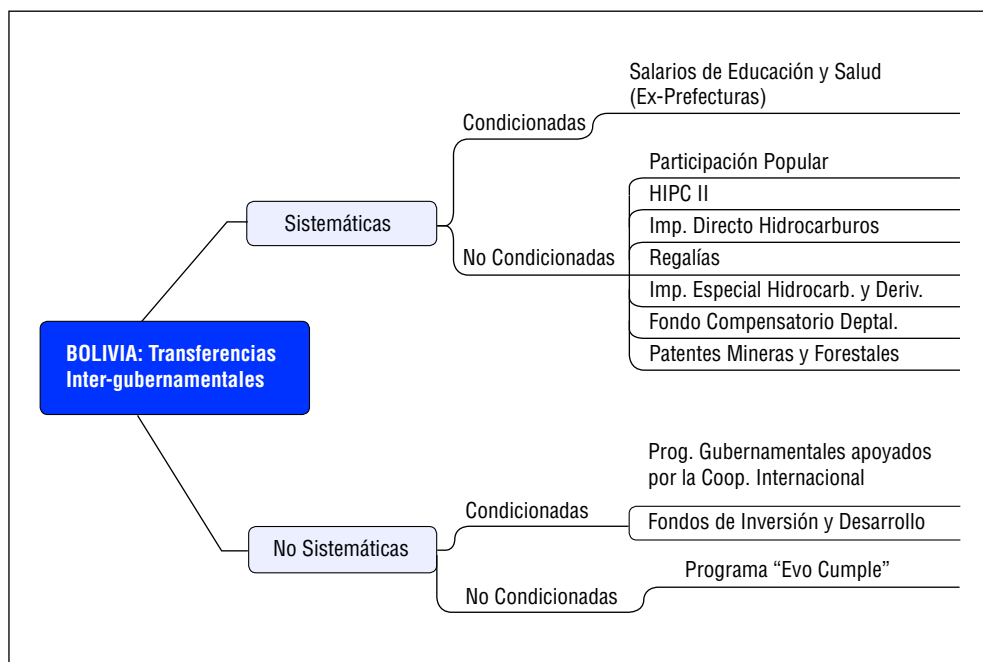 BOLIVIA: Transferencias
Inter-gubernamentales
Sistemáticas
Condicionadas
Salarios de Educación y Salud
(Ex-Prefecturas)
No Condicionadas
Participación Popular
HIPC II
Imp. Directo Hidrocarburos
Regalías
Imp. Especial Hidrocarb. y Deriv.
Fondo Compensatorio Deptal.
Patentes Mineras y Forestales
No Sistemáticas
Condicionadas
Prog. Gubernamentales apoyados
por la Coop. Internacional
Fondos de Inversión y Desarrollo
No Condicionadas
Programa “Evo Cumple”